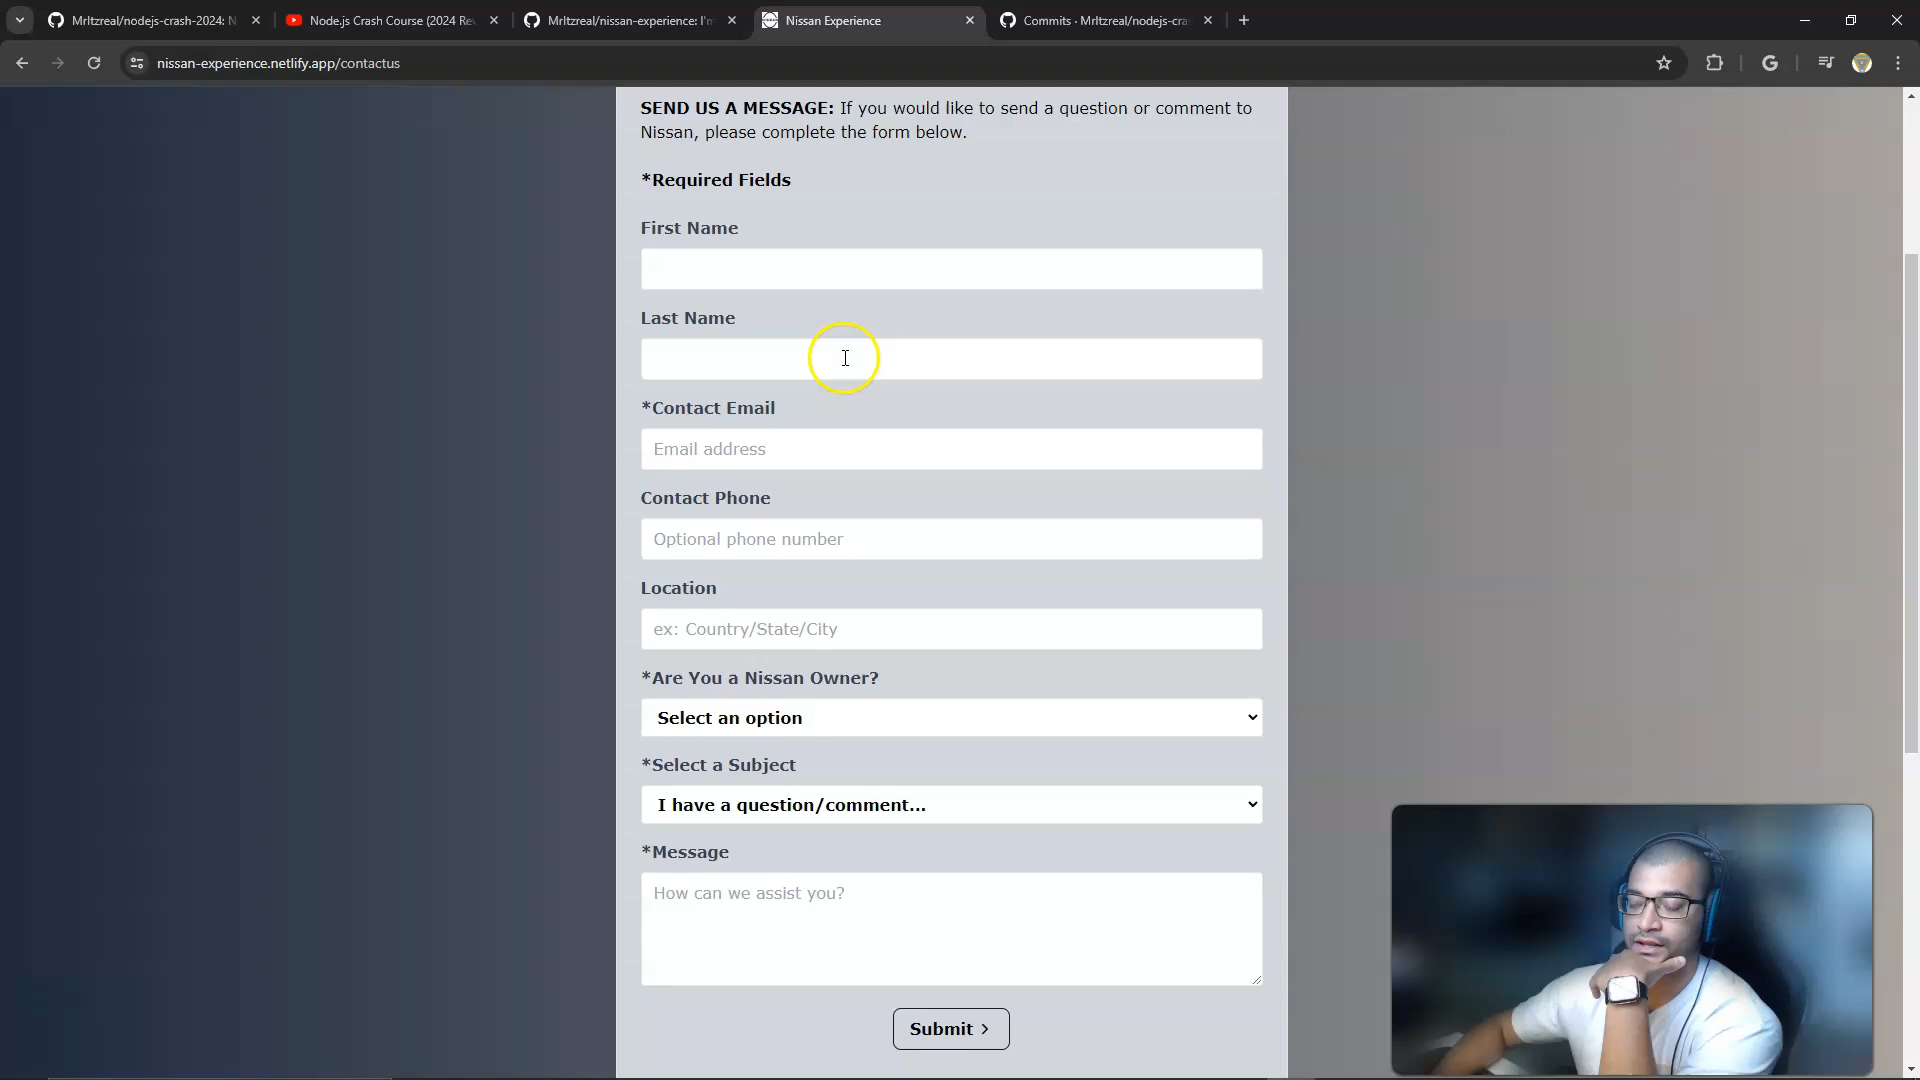 MrItzreal/nodejs-crash-2024: N
Node.js Crash Course (2024 Re
MrItzreal/nissan-experience: I'm
Nissan Experience
Commits · MrItzreal/nodejs-cra
nissan-experience.netlify.app/contactus
SEND US A MESSAGE: If you would like to send a question or comment to
Nissan, please complete the form below.
*Required Fields
First Name
Last Name
*Contact Email
Email address
Contact Phone
Optional phone number
Location
ex: Country/State/City
*Are You a Nissan Owner?
Select an option
*Select a Subject
I have a question/comment...
*Message
How can we assist you?
Submit >